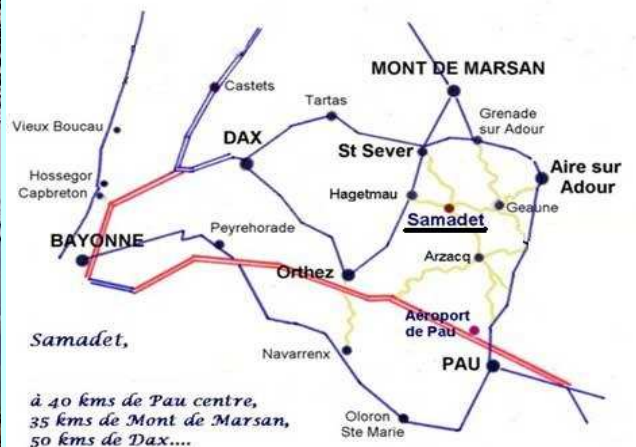 MONT DE MARSAN
Castets
Tartas
Vieux Boucau
Grenade
sur Adour
DAX
St Sever
Aire sur
Adour
Hossegor
Capbreton
Hagetmau
Geaune
Samadet
Peyrehorade
BAYONNE
Arzacq
Orthez
Aéroport
de Pau
Samadet,
Navarrenx
PAU
à 40 kms de Pau centre,
35 kms de Mont de Marsan,
50 kms de Dax....
Oloron
Ste Marie